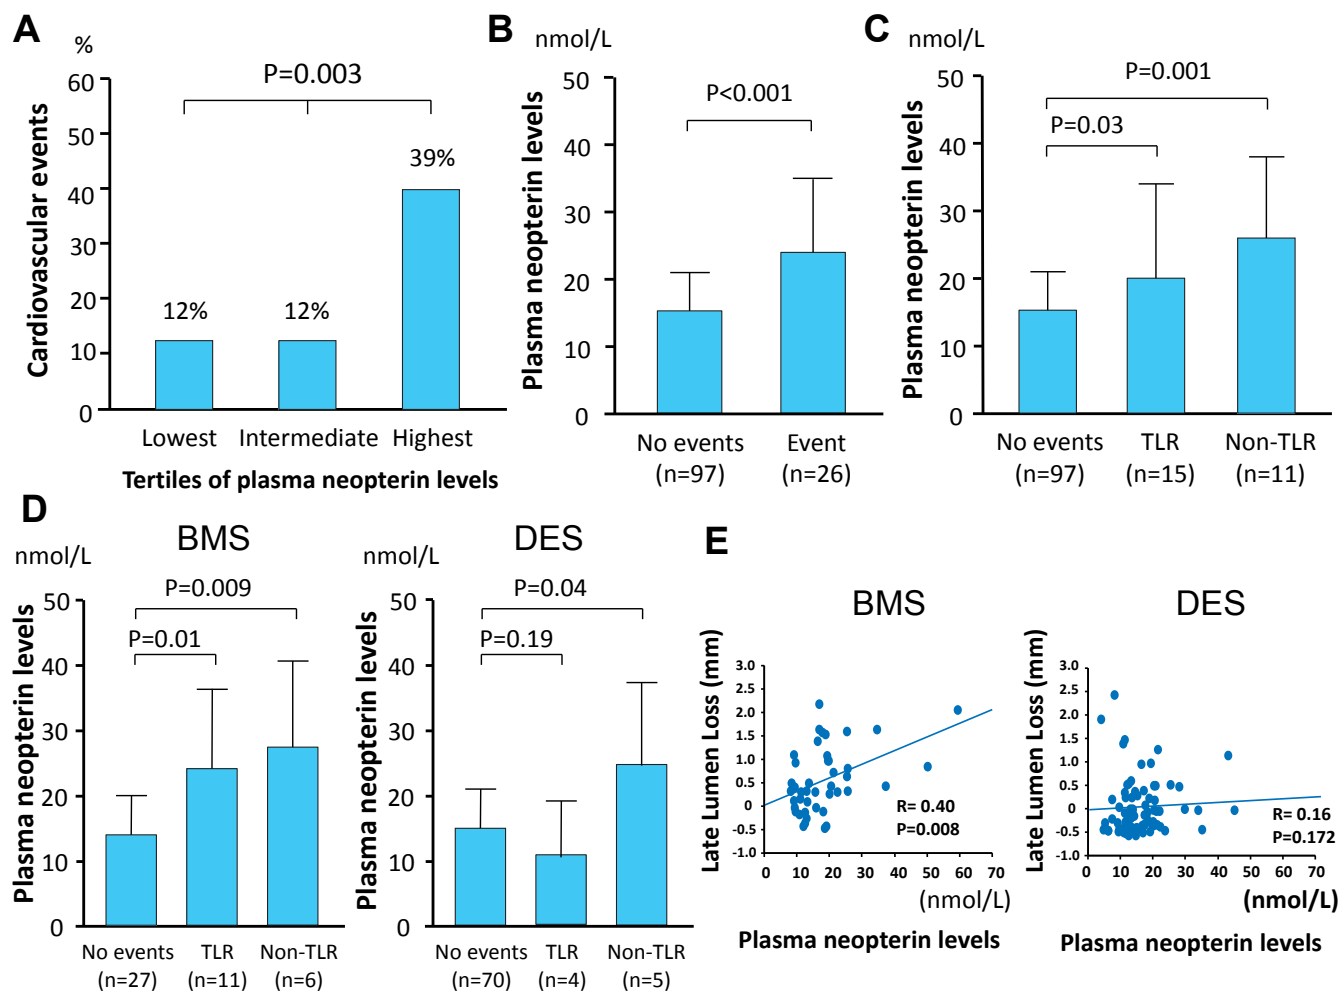 A
%
P=0.003
Cardiovascular events
60
50
40
30
20
10
0
12%
12%
39%
Lowest Intermediate Highest
Tertiles of plasma neopterin levels
B
nmol/L
P<0.001
Plasma neopterin levels
50
40
30
20
10
0
No events Event
(n=97) (n=26)
C
nmol/L
P=0.001
P=0.03
Plasma neopterin levels
50
40
30
20
10
0
No events TLR Non-TLR
(n=97) (n=15) (n=11)
D
BMS
nmol/L
P=0.009
P=0.01
Plasma neopterin levels
50
40
30
20
10
0
No events TLR Non-TLR
(n=27) (n=11) (n=6)
DES
nmol/L
P=0.04
P=0.19
Plasma neopterin levels
50
40
30
20
10
0
No events TLR Non-TLR
(n=70) (n=4) (n=5)
E
BMS
Late Lumen Loss (mm)
3.0
2.5
2.0
1.5
1.0
0.5
0
-0.5
-1.0
R= 0.40
P=0.008
0 10 20 30 40 50 60 70
(nmol/L)
Plasma neopterin levels
DES
Late Lumen Loss (mm)
3.0
2.5
2.0
1.5
1.0
0.5
0
-0.5
-1.0
R= 0.16
P=0.172
0 10 20 30 40 50 60 70
(nmol/L)
Plasma neopterin levels